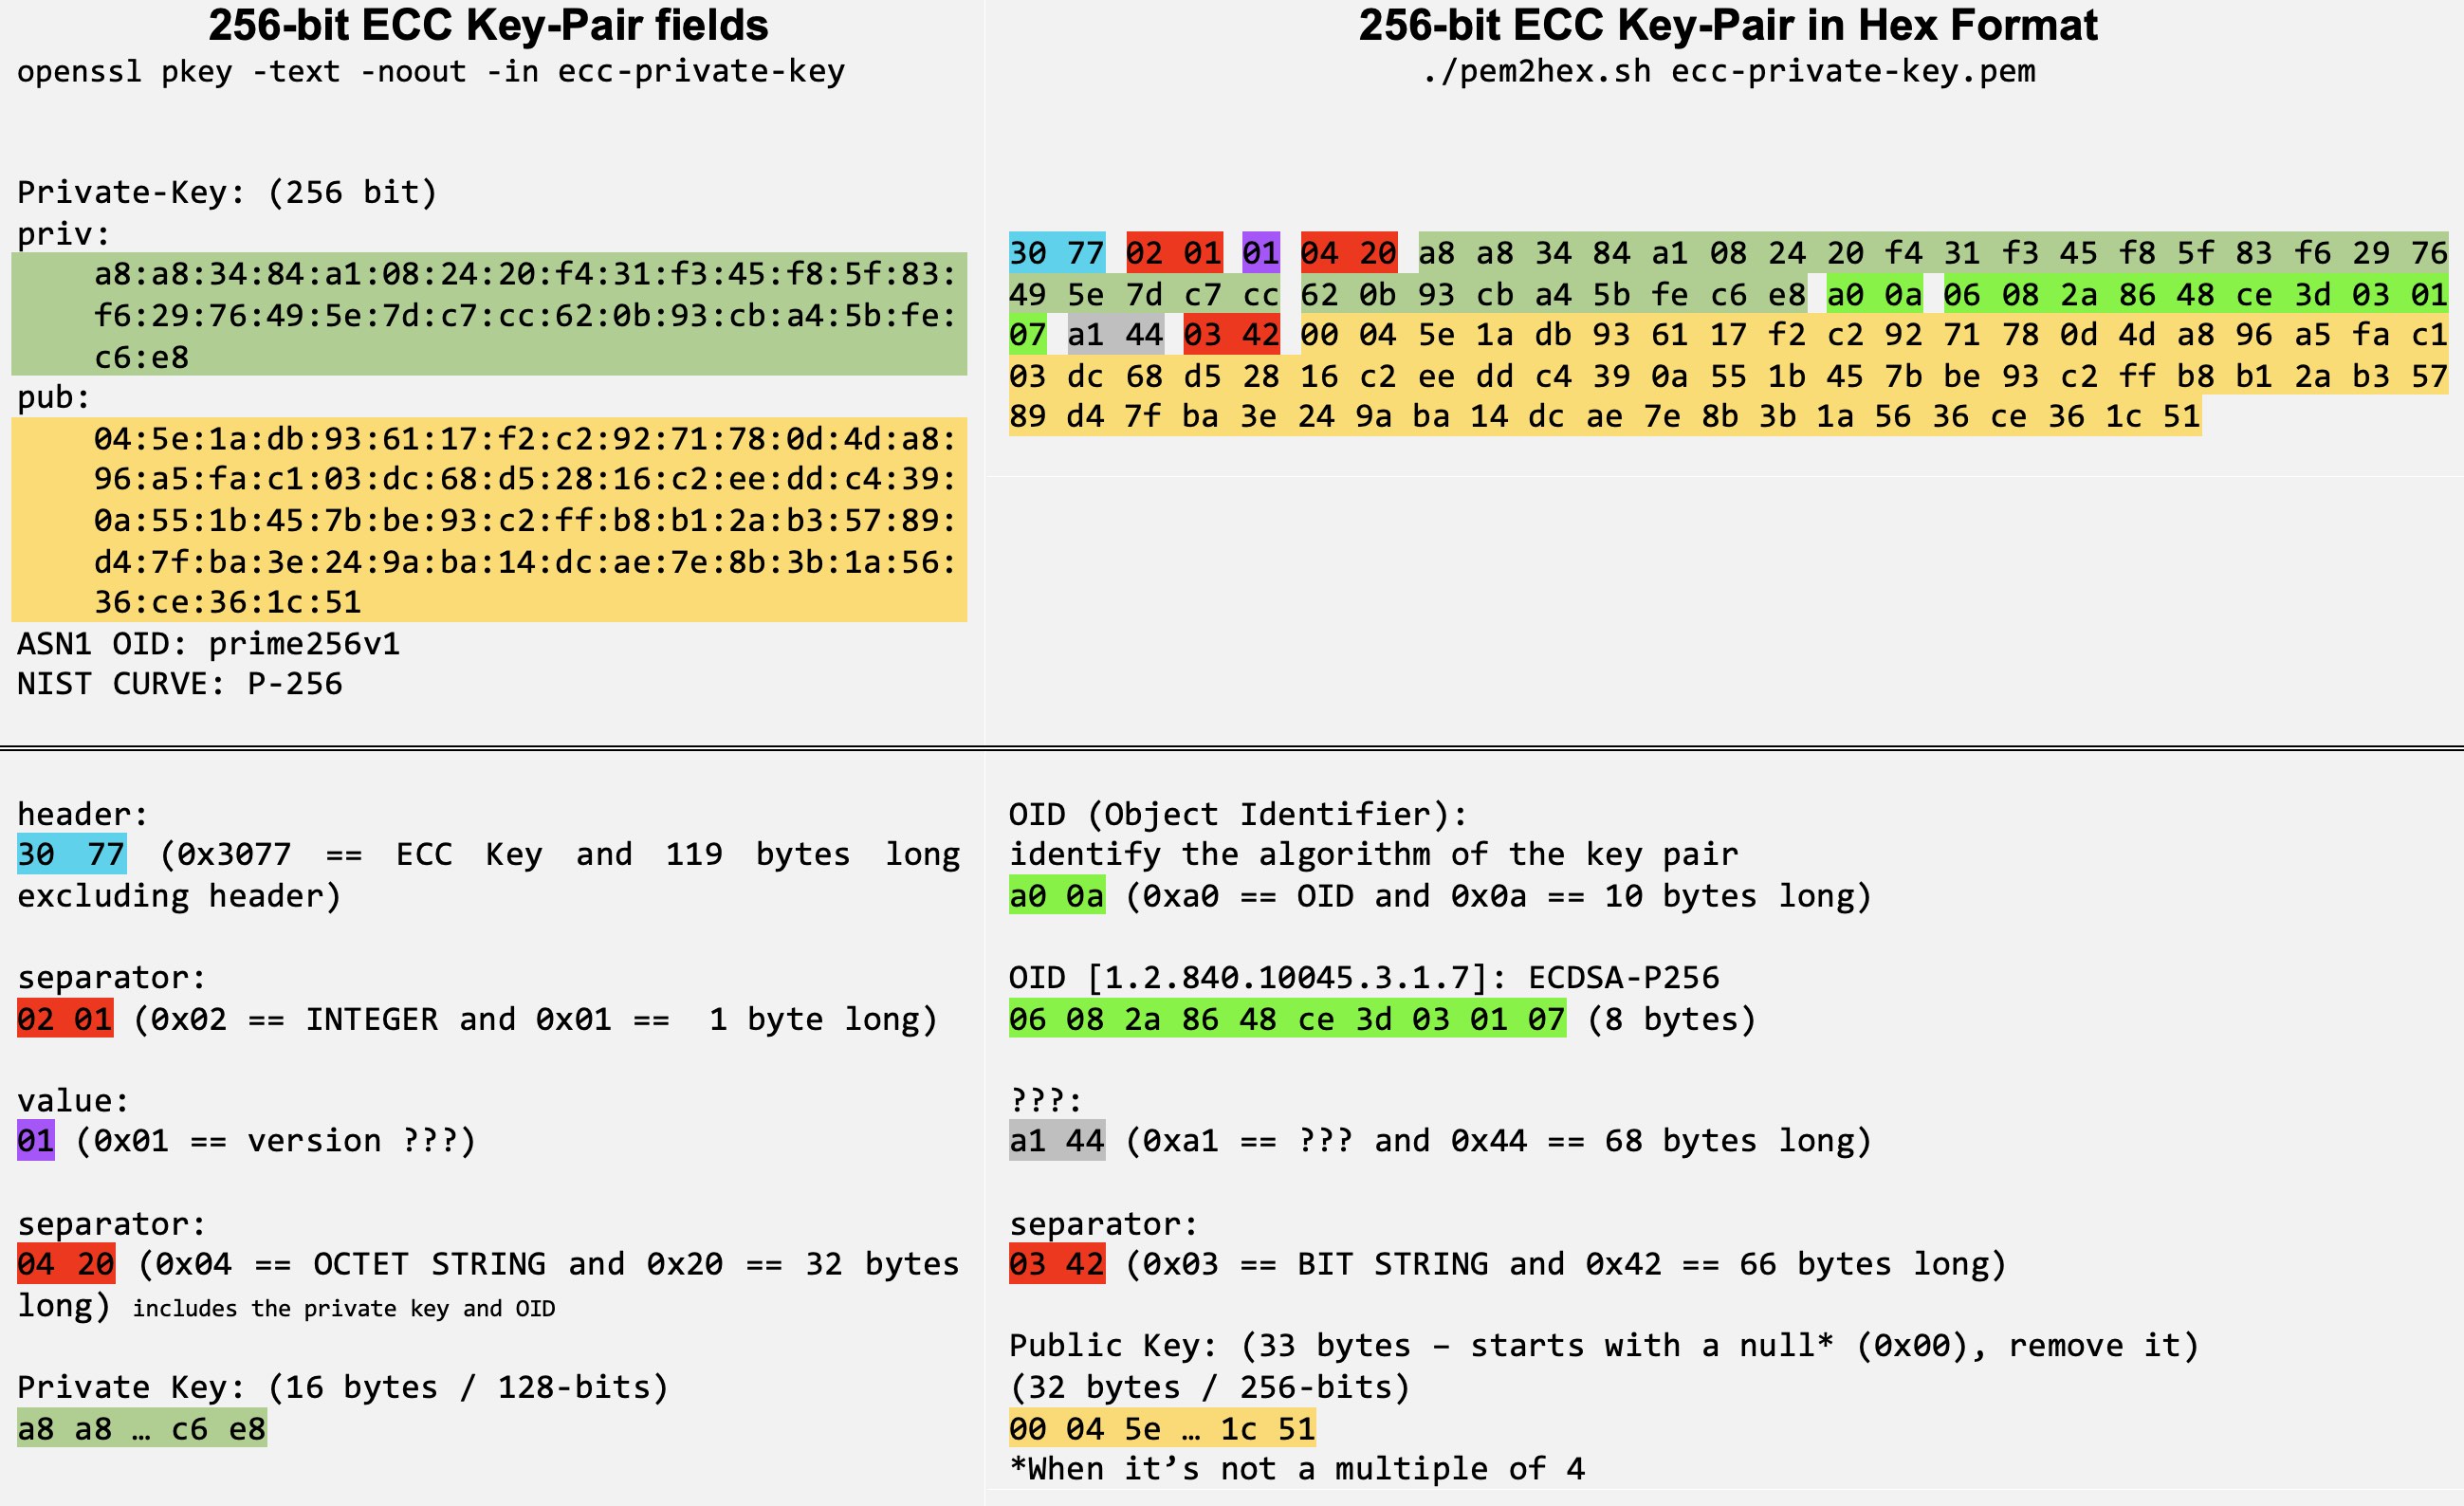 256-bit ECC Key-Pair fields
openssl pkey -text -noout -in ecc-private-key
Private-Key: (256 bit)
priv:
a8:a8:34:84:a1:08:24:20:f4:31:f3:45:f8:5f:83:
f6:29:76:49:5e:7d:c7:cc:62:0b:93:cb:a4:5b:fe:
c6:e8
pub:
04:5e:1a:db:93:61:17:f2:c2:92:71:78:0d:4d:a8:
96:a5:fa:c1:03:dc:68:d5:28:16:c2:ee:dd:c4:39:
0a:55:1b:45:7b:be:93:c2:ff:b8:b1:2a:b3:57:89:
d4:7f:ba:3e:24:9a:ba:14:dc:ae:7e:8b:3b:1a:56:
36:ce:36:1c:51
ASN1 OID: prime256v1
NIST CURVE: P-256
256-bit ECC Key-Pair in Hex Format
./pem2hex.sh ecc-private-key.pem
30 77 02 01 01 04 20 a8 a8 34 84 a1 08 24 20 f4 31 f3 45 f8 5f 83 f6 29 76
49 5e 7d c7 cc 62 0b 93 cb a4 5b fe c6 e8 a0 0a 06 08 2a 86 48 ce 3d 03 01
07 a1 44 03 42 00 04 5e 1a db 93 61 17 f2 c2 92 71 78 0d 4d a8 96 a5 fa c1
03 dc 68 d5 28 16 c2 ee dd c4 39 0a 55 1b 45 7b be 93 c2 ff b8 b1 2a b3 57
89 d4 7f ba 3e 24 9a ba 14 dc ae 7e 8b 3b 1a 56 36 ce 36 1c 51
header:
30 77 (0x3077 == ECC Key and 119 bytes long
excluding header)
separator:
02 01 (0x02 == INTEGER and 0x01 == 1 byte long)
value:
01 (0x01 == version ???)
separator:
04 20 (0x04 == OCTET STRING and 0x20 == 32 bytes
long) includes the private key and OID
Private Key: (16 bytes / 128-bits)
a8 a8 … c6 e8
OID (Object Identifier):
identify the algorithm of the key pair
a0 0a (0xa0 == OID and 0x0a == 10 bytes long)
OID [1.2.840.10045.3.1.7]: ECDSA-P256
06 08 2a 86 48 ce 3d 03 01 07 (8 bytes)
???:
a1 44 (0xa1 == ??? and 0x44 == 68 bytes long)
separator:
03 42 (0x03 == BIT STRING and 0x42 == 66 bytes long)
Public Key: (33 bytes – starts with a null* (0x00), remove it)
(32 bytes / 256-bits)
00 04 5e … 1c 51
*When it’s not a multiple of 4